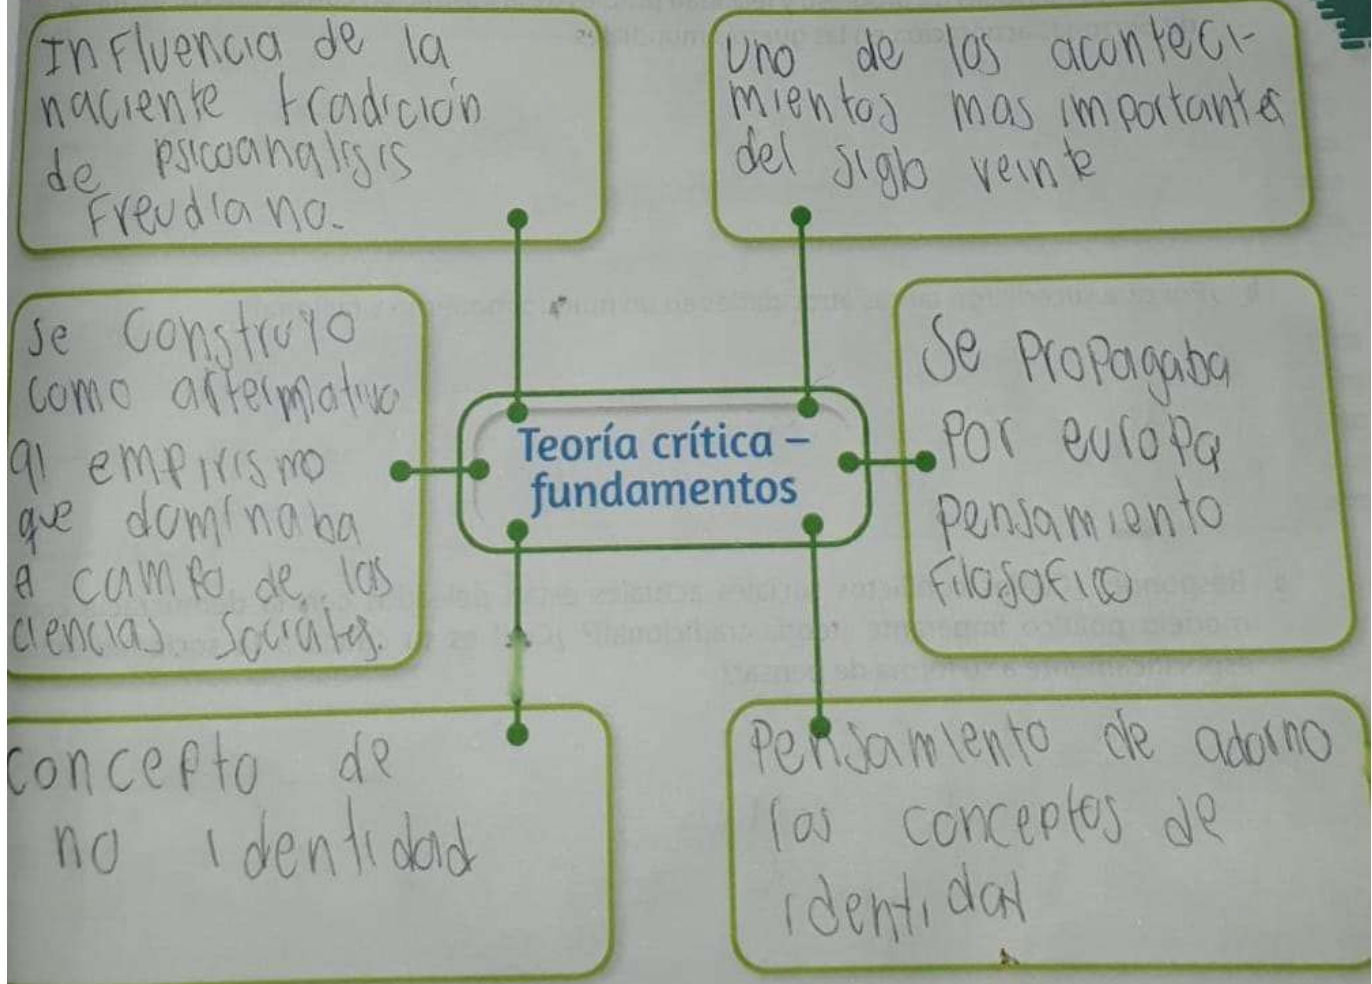 Influencia de la
naciente tradición
de psicoanalisis
Freudiano.
Uno de los aconteci-
mientos mas importantes
del siglo veinte
se construyo
como
al empirismo
que dominaba
el campo de las
ciencias sociales.
Teoría crítica –
fundamentos
Se propagaba
por europa
pensamiento
filosofico
concepto de
no identidad
Pensamiento de adorno
los conceptos de
identidad